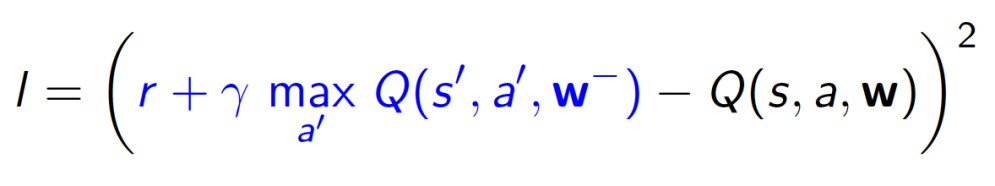 I = ( r + γ max_{a′} Q(s′, a′, w⁻) − Q(s, a, w) )²